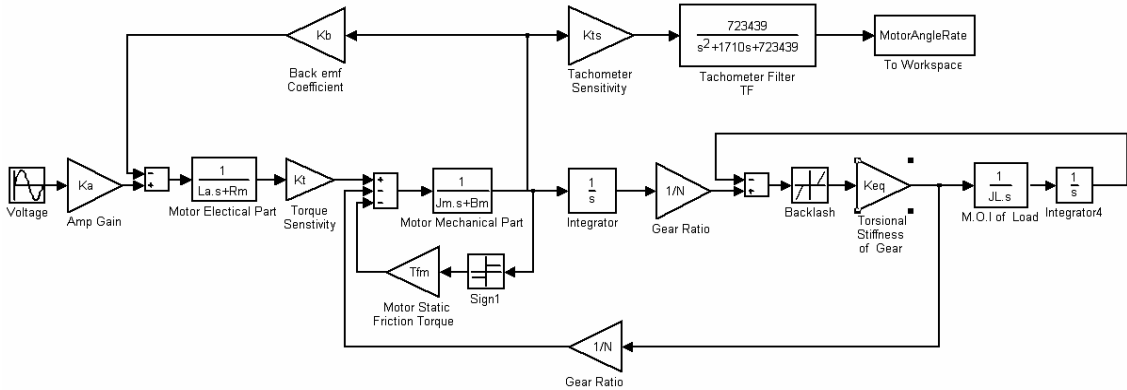 Kb
Back emf
Coefficient
Kts
Tachometer
Sensitivity
723439
s2+1710s+723439
Tachometer Filter
TF
MotorAngleRate
To Workspace
Voltage
Ka
Amp Gain
-
+
1
La.s+Rm
Motor Electical Part
Kt
Torque
Senstivity
+
-
-
1
Jm.s+Bm
Motor Mechanical Part
1
s
Integrator
1/N
Gear Ratio
-
+
Backlash
Keq
Torsional
Stiffness
of Gear
1
JL.s
M.O.I of Load
1
s
Integrator4
Tfm
Motor Static
Friction Torque
Sign1
1/N
Gear Ratio